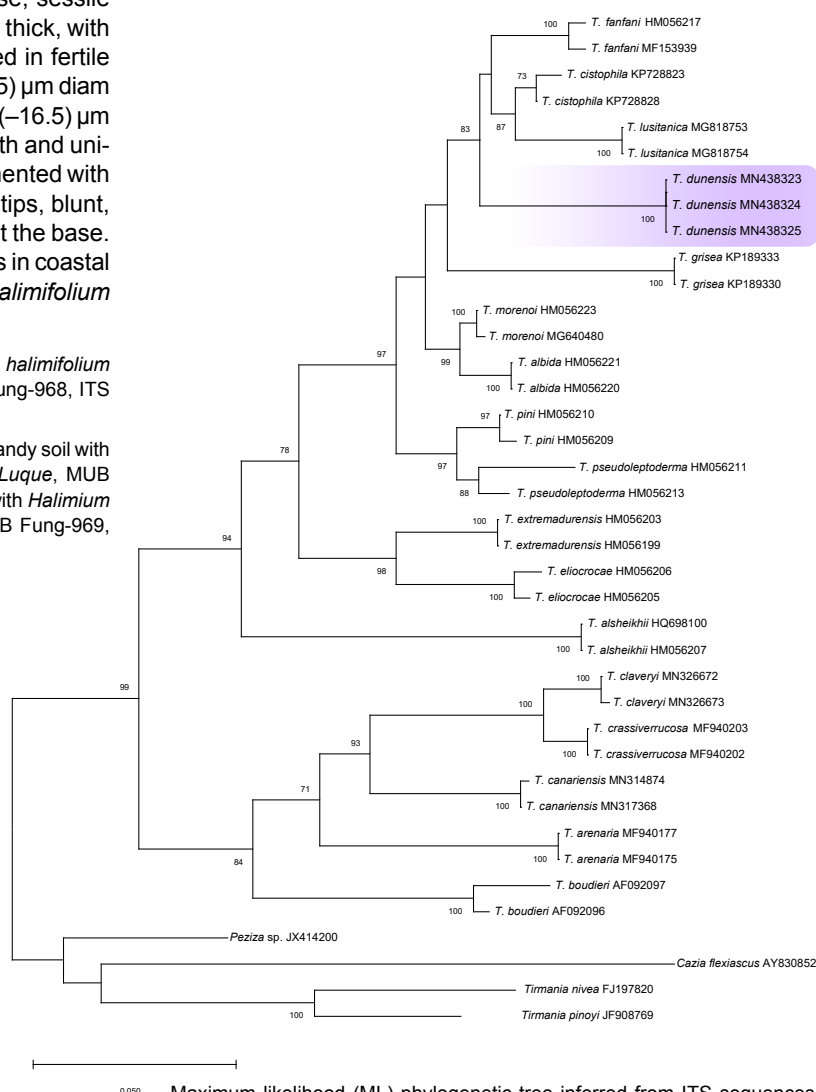 se, sessile
thick, with
ed in fertile
5) µm diam
(–16.5) µm
th and uni-
ented with
tips, blunt,
t the base.
s in coastal
alimifolium
halimifolium
ung-968, ITS
andy soil with
Luque, MUB
with Halimium
B Fung-969,
100
T. fanfani HM056217
T. fanfani MF153939
73
T. cistophila KP728823
T. cistophila KP728828
83
87
T. lusitanica MG818753
100
T. lusitanica MG818754
T. dunensis MN438323
T. dunensis MN438324
100
T. dunensis MN438325
T. grisea KP189333
100
T. grisea KP189330
100
T. morenoi HM056223
T. morenoi MG640480
97
99
T. albida HM056221
100
T. albida HM056220
97
T. pini HM056210
T. pini HM056209
97
T. pseudoleptoderma HM056211
88
T. pseudoleptoderma HM056213
78
100
T. extremadurensis HM056203
T. extremadurensis HM056199
98
T. eliocrocae HM056206
100
T. eliocrocae HM056205
94
T. alsheikhii HQ698100
100
T. alsheikhii HM056207
99
100
T. claveryi MN326672
T. claveryi MN326673
100
T. crassiverrucosa MF940203
100
T. crassiverrucosa MF940202
93
T. canariensis MN314874
100
T. canariensis MN317368
71
T. arenaria MF940177
100
T. arenaria MF940175
84
T. boudieri AF092097
100
T. boudieri AF092096
Peziza sp. JX414200
Cazia flexiascus AY830852
Tirmania nivea FJ197820
100
Tirmania pinoyi JF908769
0.050
Maximum likelihood (ML) phylogenetic tree inferred from ITS sequences,